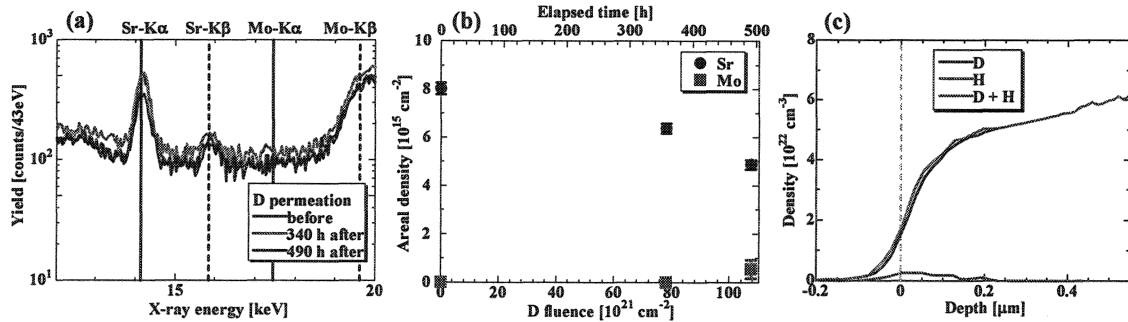 (a)
Sr-Kα Sr-Kβ Mo-Kα Mo-Kβ
10³
10²
10¹
Yield [counts/43eV]
D permeation
before
340 h after
490 h after
15 20
X-ray energy [keV]
(b)
Elapsed time [h]
0 100 200 300 400 500
Sr
Mo
10
8
6
4
2
0
Areal density [10¹⁵ cm⁻²]
0 20 40 60 80 100
D fluence [10²¹ cm⁻²]
(c)
D
H
D + H
8
6
4
2
0
Density [10²² cm⁻³]
-0.2 0 0.2 0.4
Depth [μm]